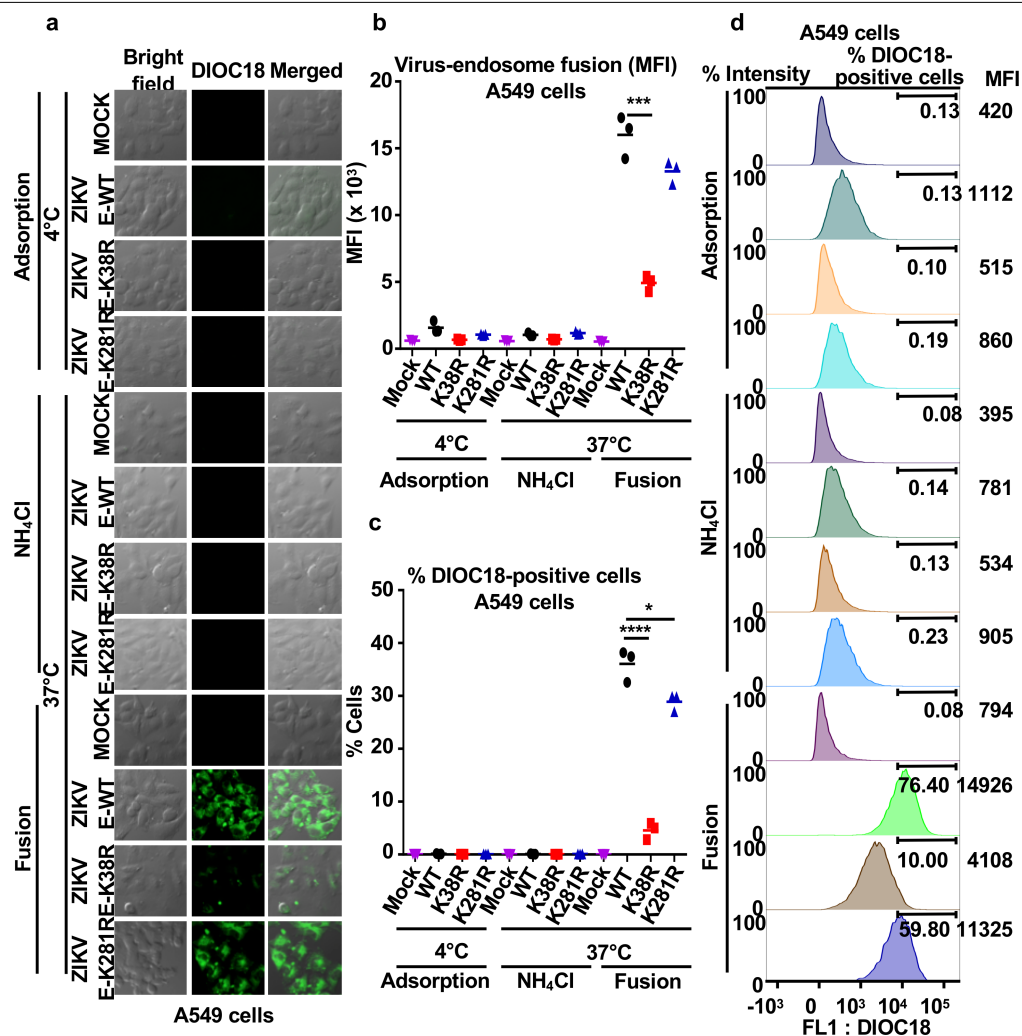 a
Bright field DIOC18 Merged
Adsorption
4°C
MOCK
ZIKV E-WT
ZIKV E-K38R
ZIKV E-K281R
NH₄Cl
37°C
MOCK
ZIKV E-WT
ZIKV E-K38R
ZIKV E-K281R
Fusion
MOCK
ZIKV E-WT
ZIKV E-K38R
ZIKV E-K281R
A549 cells
b
Virus-endosome fusion (MFI)
A549 cells
***
MFI (x 10³)
20
15
10
5
0
Mock WT K38R K281R Mock WT K38R K281R Mock WT K38R K281R
4°C 37°C
Adsorption NH₄Cl Fusion
c
% DIOC18-positive cells
A549 cells
*
****
% Cells
50
40
30
20
10
0
Mock WT K38R K281R Mock WT K38R K281R Mock WT K38R K281R
4°C 37°C
Adsorption NH₄Cl Fusion
d
A549 cells
% Intensity % DIOC18-positive cells MFI
Adsorption
100 0.13 420
0
100 0.13 1112
0
100 0.10 515
0
100 0.19 860
0
NH₄Cl
100 0.08 395
0
100 0.14 781
0
100 0.13 534
0
100 0.23 905
0
Fusion
100 0.08 794
0
100 76.40 14926
0
100 10.00 4108
0
100 59.80 11325
0
-10³ 0 10³ 10⁴ 10⁵
FL1 : DIOC18